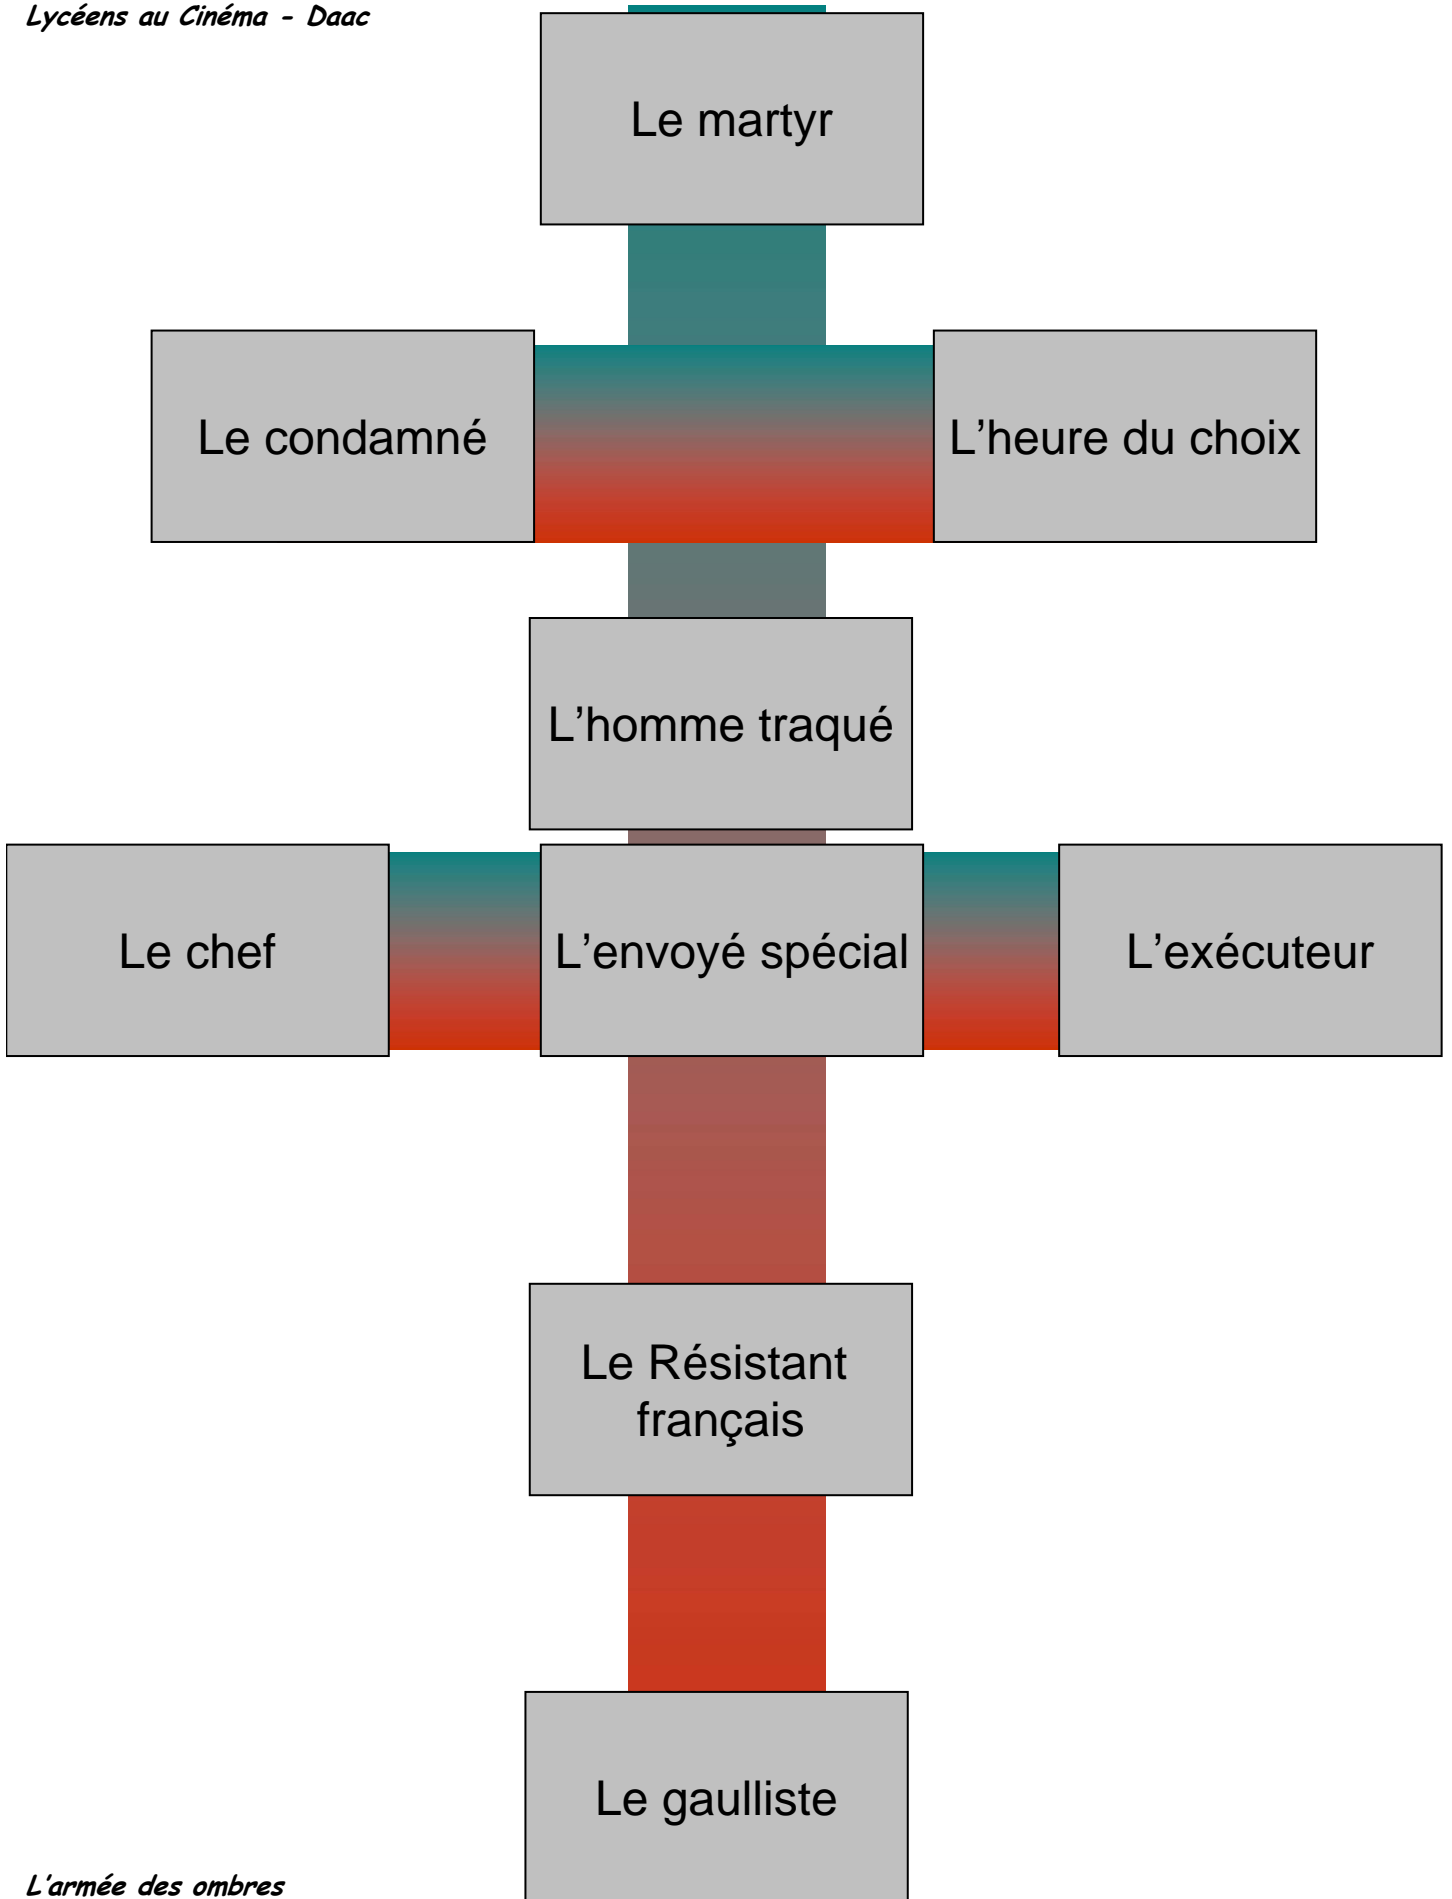 Lycéens au Cinéma - Daac
Le martyr
Le condamné
L'heure du choix
L’homme traqué
Le chef
L’envoyé spécial
L’exécuteur
Le Résistant
français
Le gaulliste
L’armée des ombres